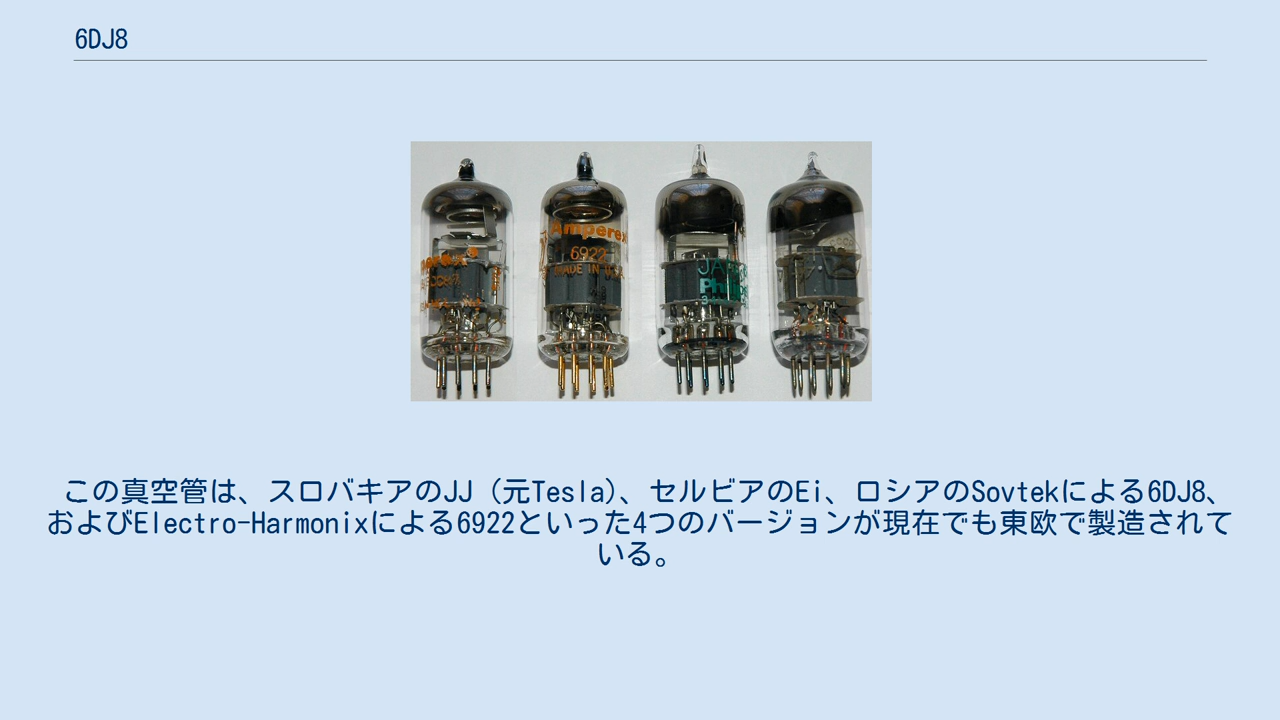 6DJ8
Amperex
6922
MADE IN U.S.A.
この真空管は、スロバキアのJJ（元Tesla)、セルビアのEi、ロシアのSovtekによる6DJ8、
およびElectro-Harmonixによる6922といった4つのバージョンが現在でも東欧で製造されて
いる。